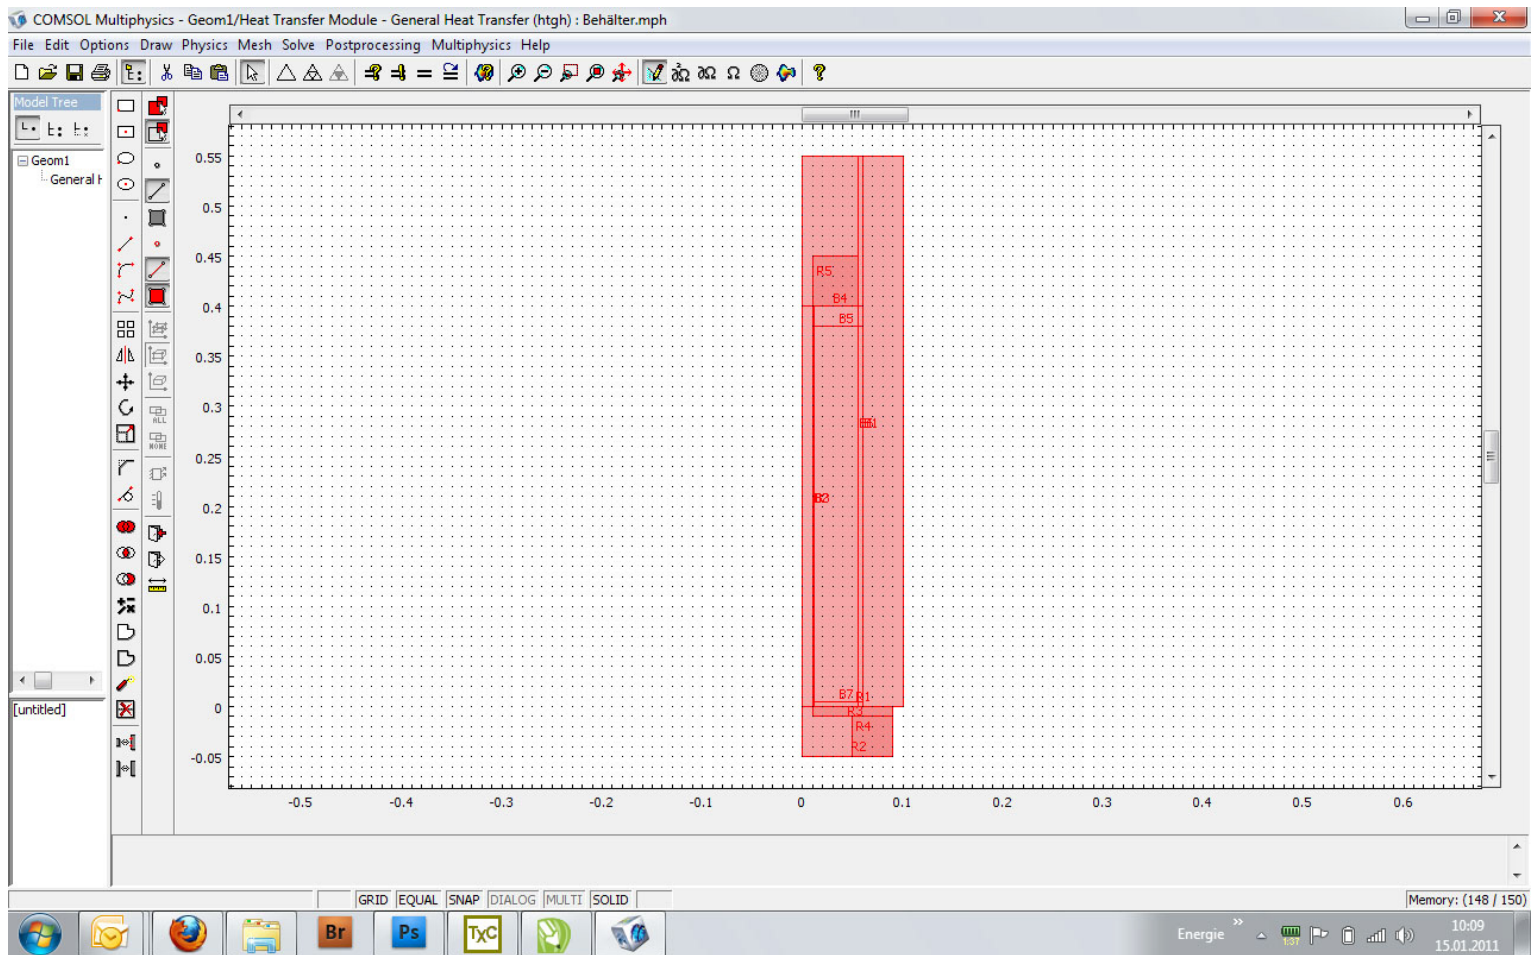 COMSOL Multiphysics - Geom1/Heat Transfer Module - General Heat Transfer (htgh) : Behälter.mph
File Edit Options Draw Physics Mesh Solve Postprocessing Multiphysics Help
Model Tree
Geom1
General H
ALL
NONE
0.55
0.5
0.45
0.4
0.35
0.3
0.25
0.2
0.15
0.1
0.05
0
-0.05
R5
B4
B5
B7
R1
R3
R4
R2
-0.5 -0.4 -0.3 -0.2 -0.1 0 0.1 0.2 0.3 0.4 0.5 0.6
[untitled]
GRID EQUAL SNAP DIALOG MULTI SOLID
Memory: (148 / 150)
Br
Ps
TXC
Energie
1:37
10:09
15.01.2011